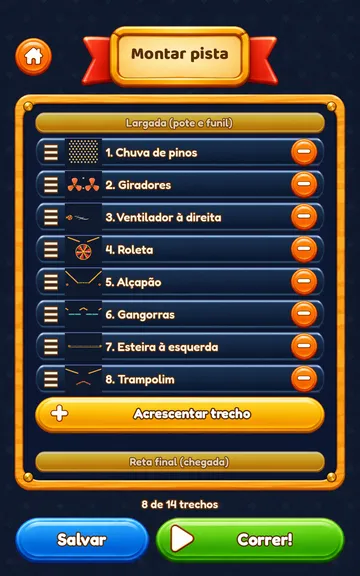 Montar pista
Largada (pote e funil)
1. Chuva de pinos
2. Giradores
3. Ventilador à direita
4. Roleta
5. Alçapão
6. Gangorras
7. Esteira à esquerda
8. Trampolim
Acrescentar trecho
Reta final (chegada)
8 de 14 trechos
Salvar
Correr!